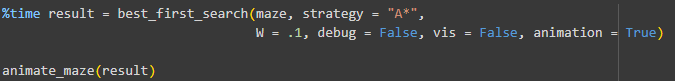 %time result = best_first_search(maze, strategy = "A*",
W = .1, debug = False, vis = False, animation = True)
animate_maze(result)